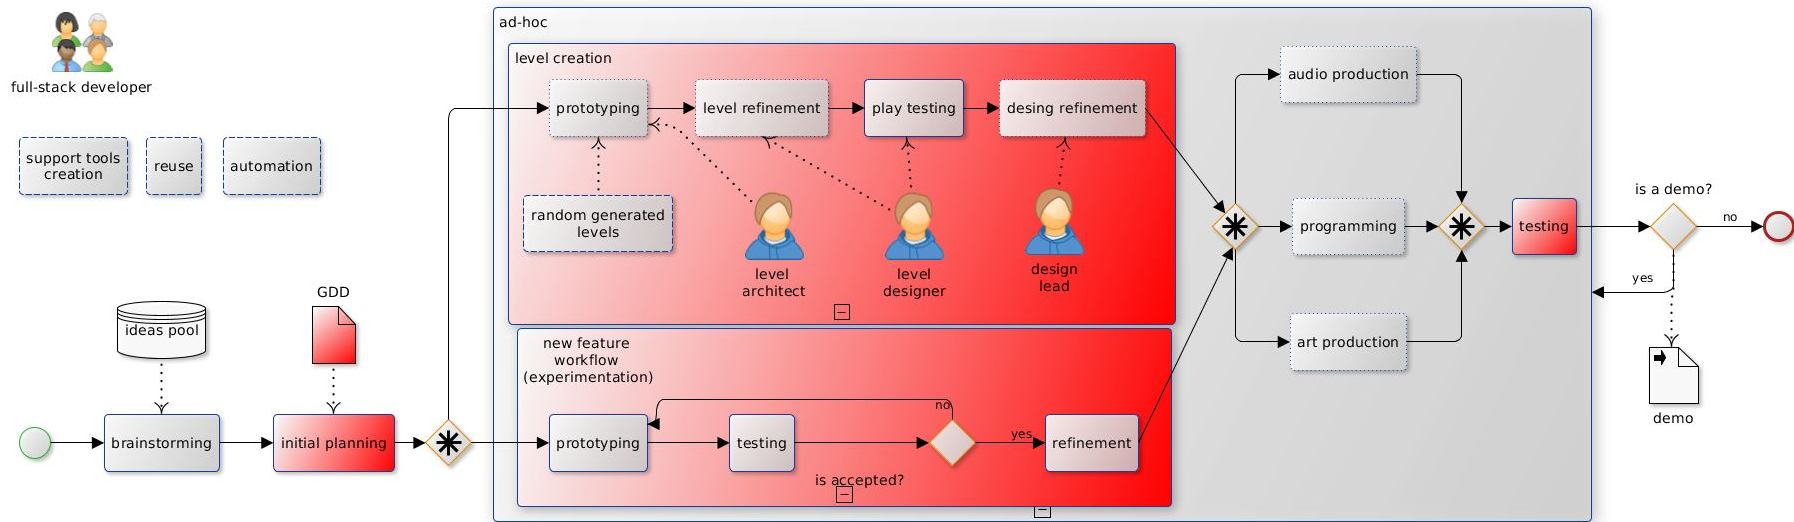 full-stack developer
support tools
creation
reuse
automation
ideas pool
GDD
brainstorming
initial planning
ad-hoc
level creation
prototyping
level refinement
play testing
desing refinement
random generated
levels
level
architect
level
designer
design
lead
new feature
workflow
(experimentation)
prototyping
testing
no
yes
refinement
is accepted?
audio production
programming
art production
testing
is a demo?
no
yes
demo